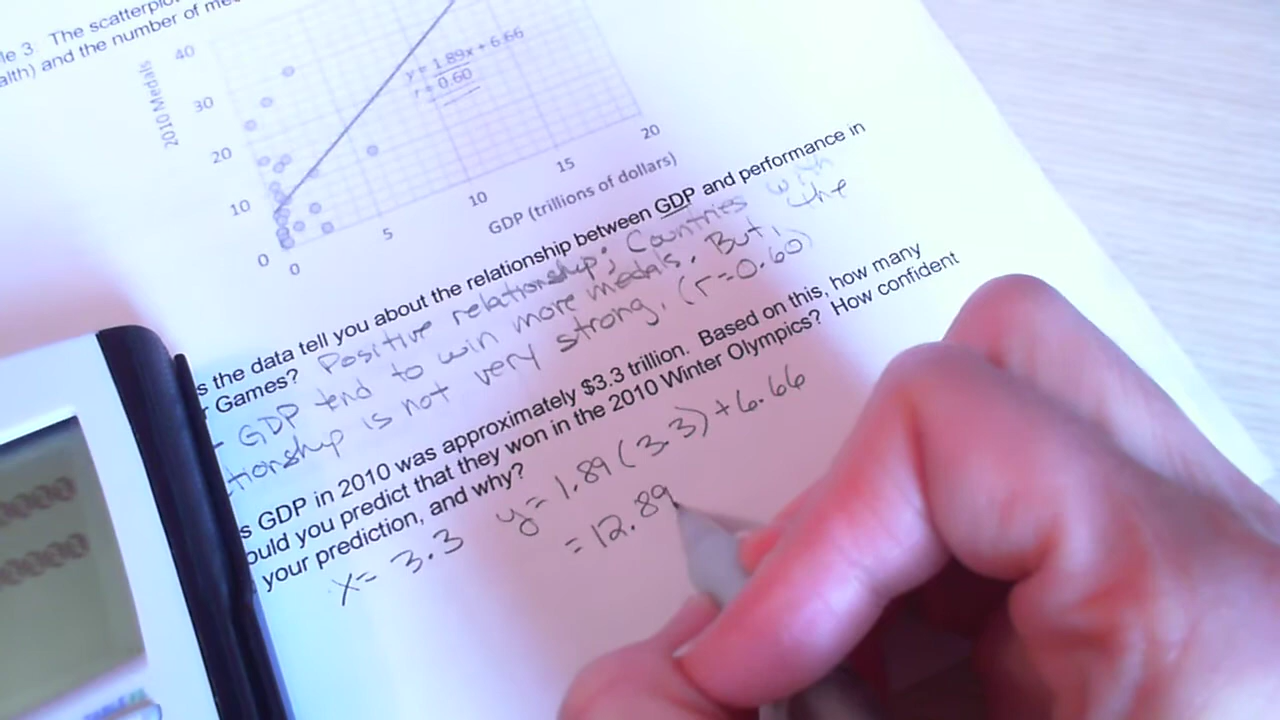 le 3. The scatterplo
alth) and the number of me
40
30
20
10
0
2010 Medals
y = 1.89x + 6.66
r = 0.60
0
5
10
15
20
GDP (trillions of dollars)
s the data tell you about the relationship between GDP and performance in
r Games? Positive relationship; Countries with
GDP tend to win more medals. But, the
tionship is not very strong. (r=0.60)
s GDP in 2010 was approximately $3.3 trillion. Based on this, how many
ould you predict that they won in the 2010 Winter Olympics? How confident
your prediction, and why?
x= 3.3 y= 1.89(3.3)+6.66
=12.89